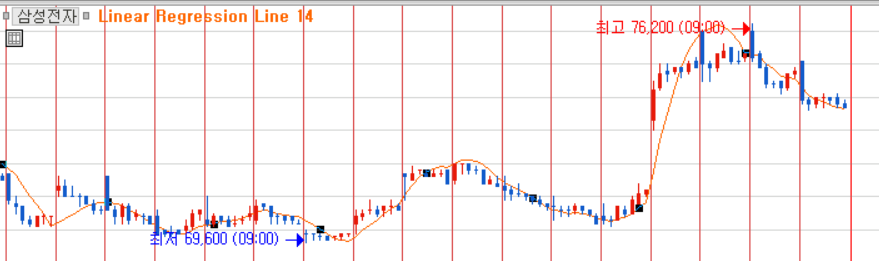 삼성전자 Linear Regression Line 14
최고 76,200 (09:00)
최저 69,600 (09:00)